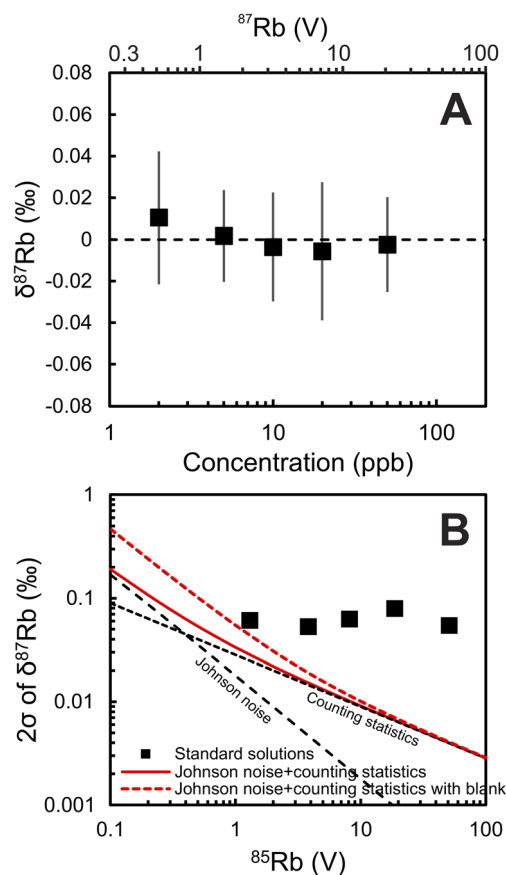 ⁸⁷Rb (V)
0.3 1 10 100
A
0.08
0.06
0.04
0.02
0
-0.02
-0.04
-0.06
-0.08
δ⁸⁷Rb (‰)
1 10 100
Concentration (ppb)
B
1
0.1
0.01
0.001
2σ of δ⁸⁷Rb (‰)
Johnson noise
Counting statistics
Standard solutions
Johnson noise+counting statistics
Johnson noise+counting statistics with blank
0.1 1 10 100
⁸⁵Rb (V)